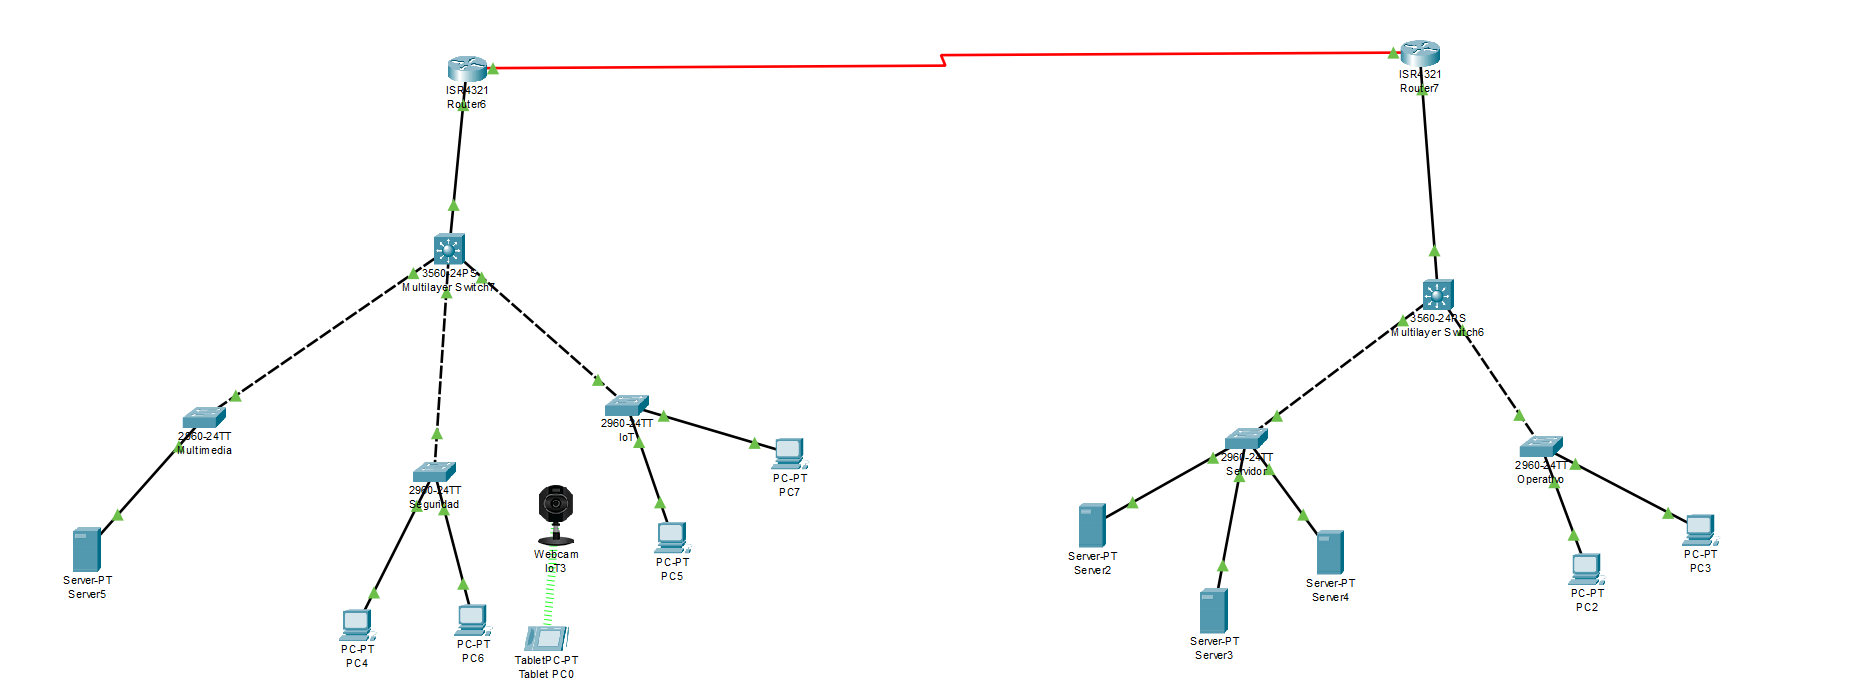 ISR4321
Router6
ISR4321
Router7
3560-24PS
Multilayer Switch7
3560-24PS
Multilayer Switch6
2960-24TT
Multimedia
2960-24TT
Seguridad
2960-24TT
IoT
PC-PT
PC7
Webcam
IoT3
PC-PT
PC5
Server-PT
Server5
PC-PT
PC4
PC-PT
PC6
TabletPC-PT
Tablet PC0
2960-24TT
Servidor
2960-24TT
Operativo
Server-PT
Server2
Server-PT
Server3
Server-PT
Server4
PC-PT
PC2
PC-PT
PC3